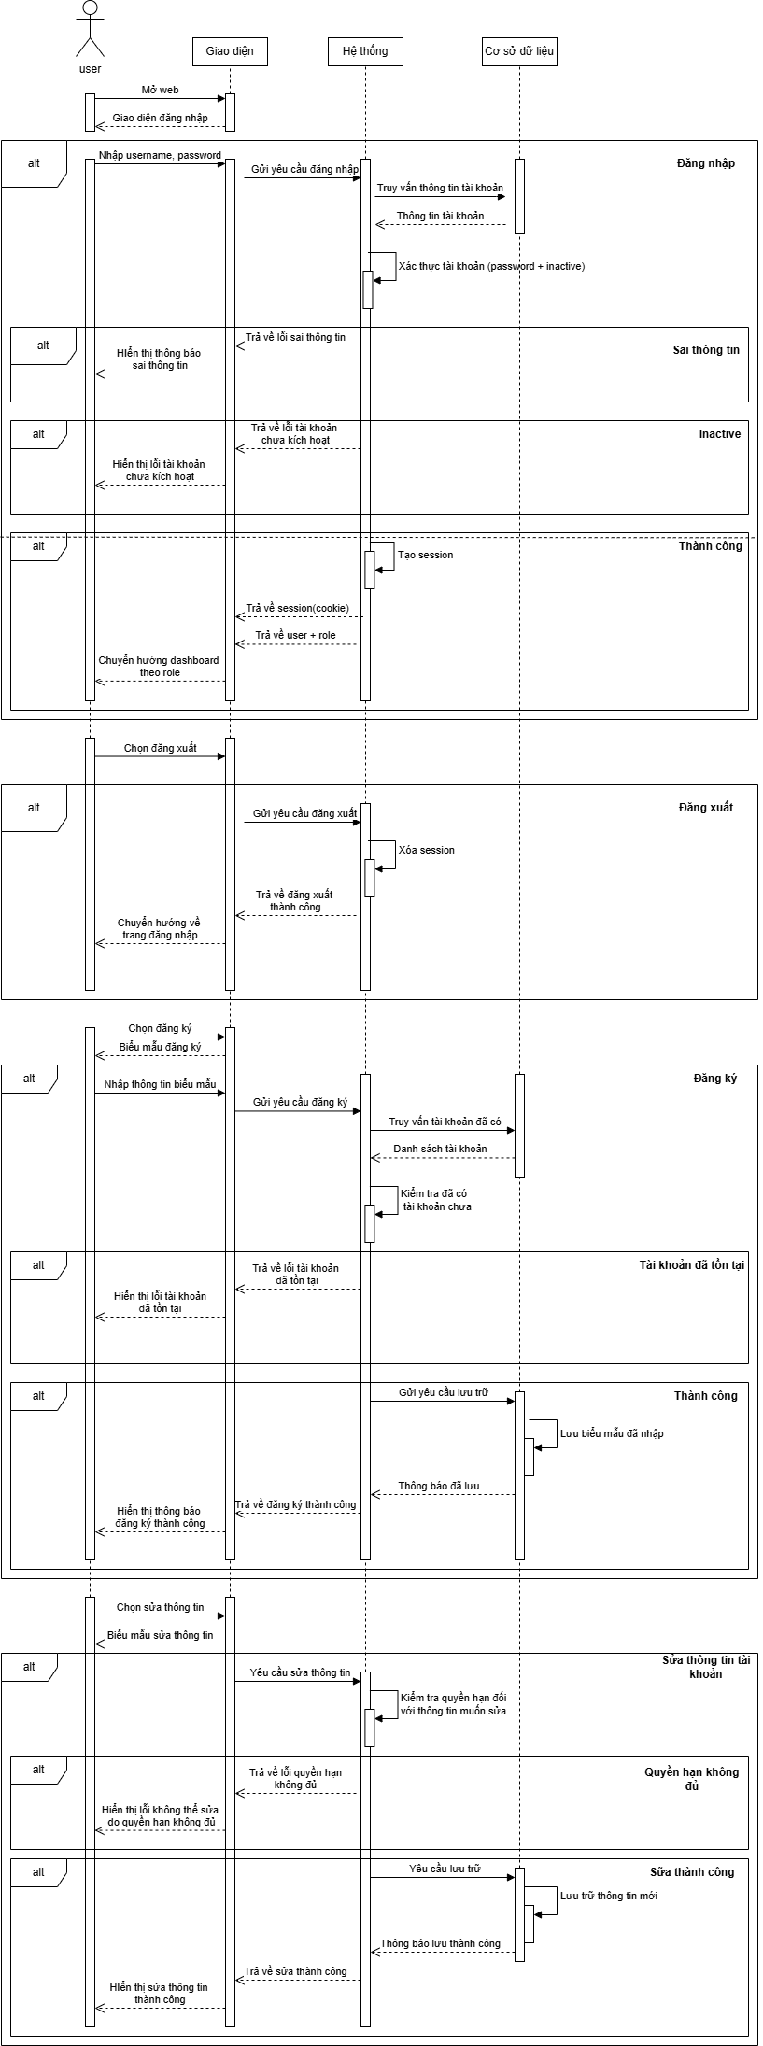 Giao diện
Hệ thống
Cơ sở dữ liệu
user
Mở web
Giao diện đăng nhập
alt
Đăng nhập
Nhập username, password
Gửi yêu cầu đăng nhập
Truy vấn thông tin tài khoản
Thông tin tài khoản
Xác thực tài khoản (password + inactive)
alt
Sai thông tin
Trả về lỗi sai thông tin
Hiển thị thông báo
sai thông tin
alt
Inactive
Trả về lỗi tài khoản
chưa kích hoạt
Hiển thị lỗi tài khoản
chưa kích hoạt
alt
Thành công
Tạo session
Trả về session(cookie)
Trả về user + role
Chuyển hướng dashboard
theo role
Chọn đăng xuất
alt
Đăng xuất
Gửi yêu cầu đăng xuất
Xóa session
Trả về đăng xuất
thành công
Chuyển hướng về
trang đăng nhập
Chọn đăng ký
Biểu mẫu đăng ký
alt
Đăng ký
Nhập thông tin biểu mẫu
Gửi yêu cầu đăng ký
Truy vấn tài khoản đã có
Danh sách tài khoản
Kiểm tra đã có
tài khoản chưa
alt
Tài khoản đã tồn tại
Trả về lỗi tài khoản
đã tồn tại
Hiển thị lỗi tài khoản
đã tồn tại
alt
Thành công
Gửi yêu cầu lưu trữ
Lưu biểu mẫu đã nhập
Thông báo đã lưu
Trả về đăng ký thành công
Hiển thị thông báo
đăng ký thành công
Chọn sửa thông tin
Biểu mẫu sửa thông tin
alt
Sửa thông tin tài
khoản
Yêu cầu sửa thông tin
Kiểm tra quyền hạn đối
với thông tin muốn sửa
alt
Quyền hạn không
đủ
Trả về lỗi quyền hạn
không đủ
Hiển thị lỗi không thể sửa
do quyền hạn không đủ
alt
Sửa thành công
Yêu cầu lưu trữ
Lưu trữ thông tin mới
Thông báo lưu thành công
Trả về sửa thành công
Hiển thị sửa thông tin
thành công